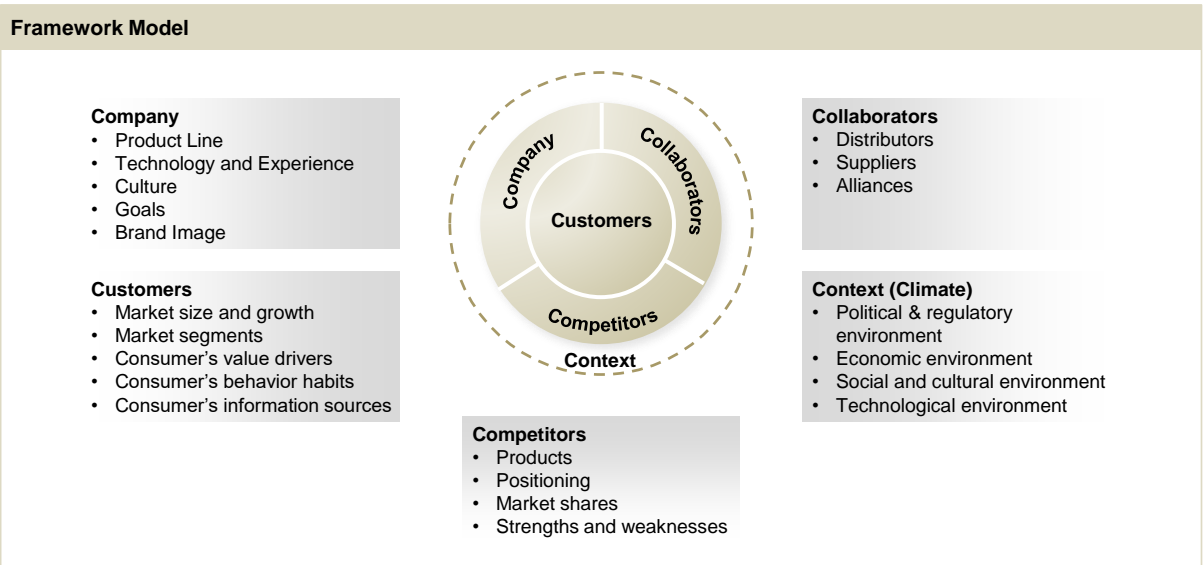 Framework Model
Company
• Product Line
• Technology and Experience
• Culture
• Goals
• Brand Image
Customers
• Market size and growth
• Market segments
• Consumer’s value drivers
• Consumer’s behavior habits
• Consumer’s information sources
Company
Collaborators
Customers
Competitors
Context
Competitors
• Products
• Positioning
• Market shares
• Strengths and weaknesses
Collaborators
• Distributors
• Suppliers
• Alliances
Context (Climate)
• Political & regulatory
environment
• Economic environment
• Social and cultural environment
• Technological environment